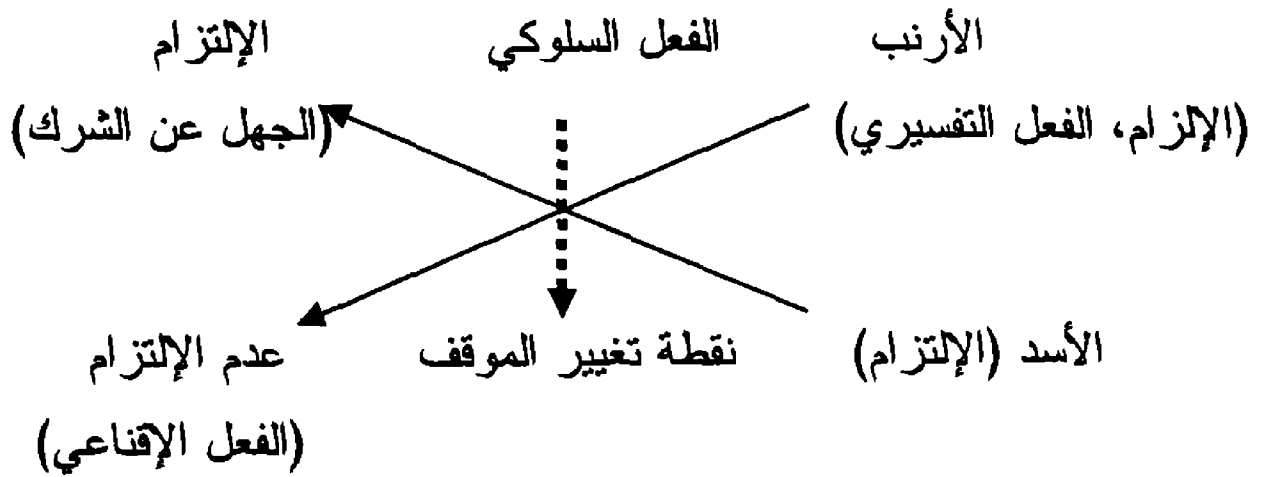 الأرنب الفعل السلوكي الإلتزام
(الإلزام، الفعل التفسيري) (الجهل عن الشرك)
الأسد (الإلتزام) نقطة تغيير الموقف عدم الإلتزام
(الفعل الإقناعي)